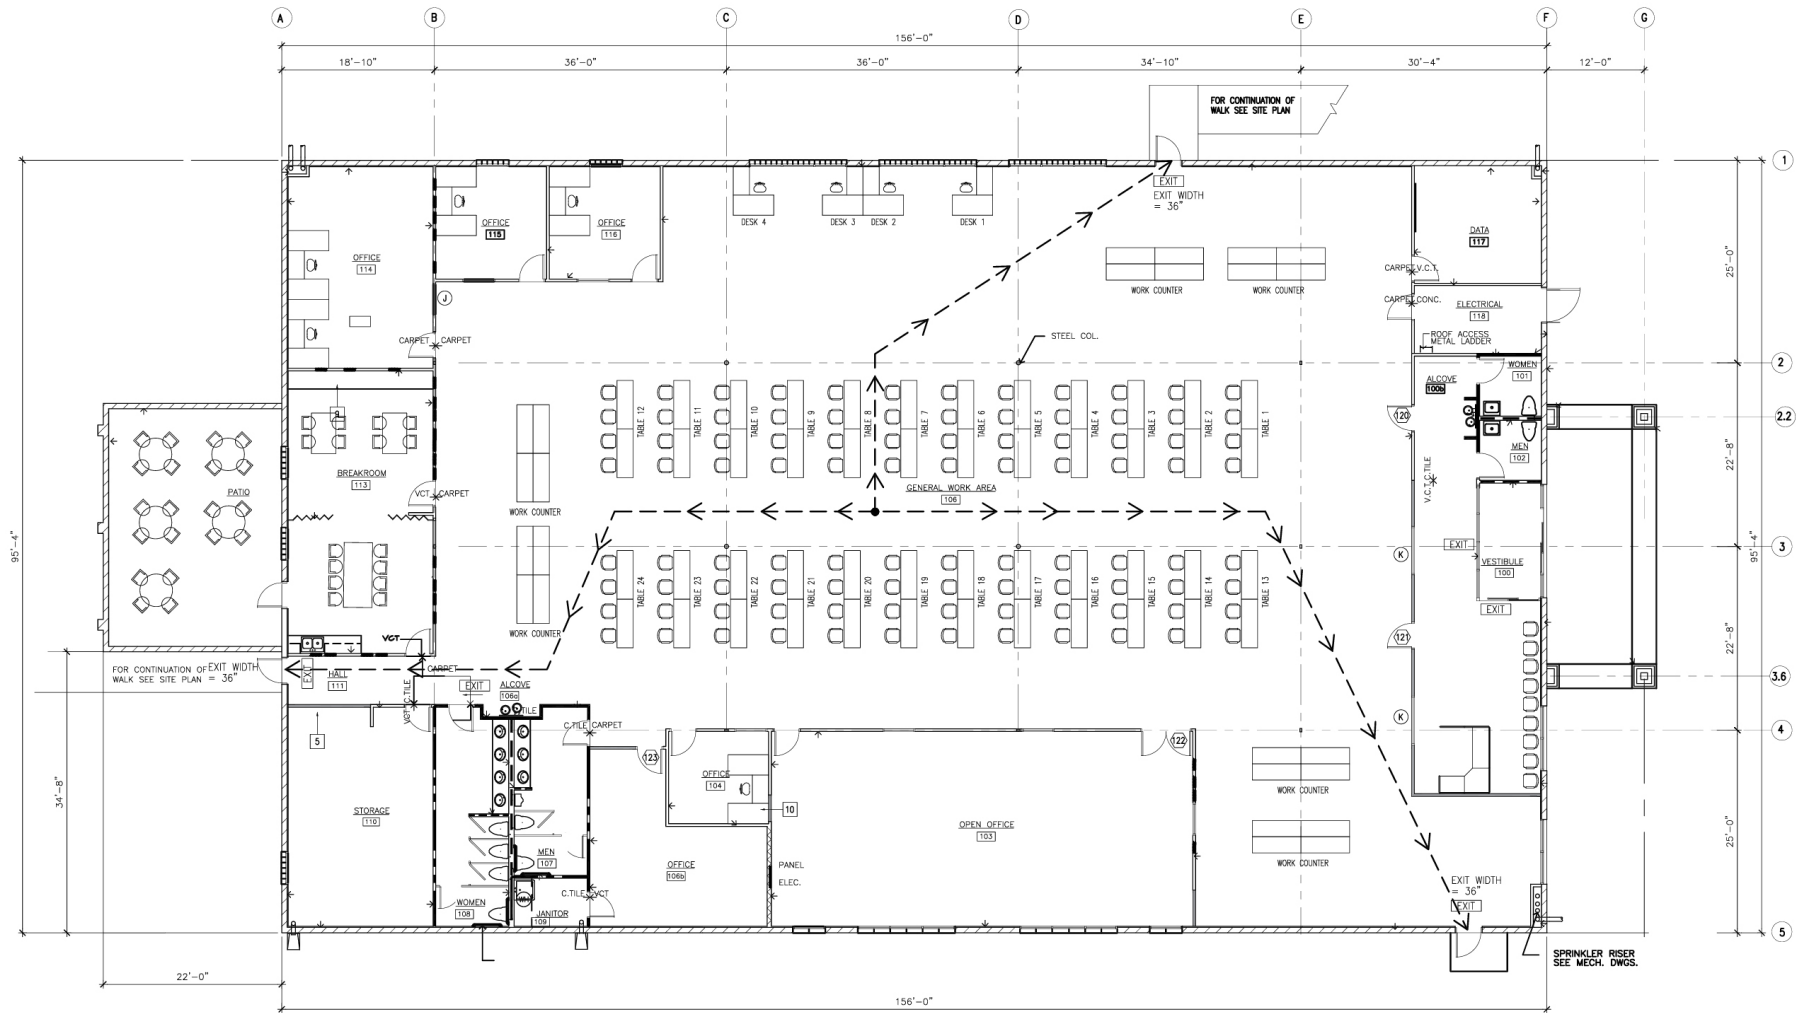 A B C D E F G
156'-0"
18'-10" 36'-0" 36'-0" 34'-10" 30'-4" 12'-0"
FOR CONTINUATION OF
WALK SEE SITE PLAN
1
EXIT
EXIT WIDTH
= 36"
DESK 4 DESK 3 DESK 2 DESK 1
OFFICE
115
OFFICE
116
DATA
117
OFFICE
114
25'-0"
CARPET V.C.T.
WORK COUNTER WORK COUNTER
J
CARPET CONC.
ELECTRICAL
118
STEEL COL.
ROOF ACCESS
METAL LADDER
CARPET CARPET
2
WOMEN
101
ALCOVE
100b
9
120
2.2
TABLE 12 TABLE 11 TABLE 10 TABLE 9 TABLE 8 TABLE 7 TABLE 6 TABLE 5 TABLE 4 TABLE 3 TABLE 2 TABLE 1
MEN
102
22'-8"
BREAKROOM
113
V.C.T. C.TILE
PATIO
VCT CARPET
GENERAL WORK AREA
106
WORK COUNTER
95'-4"
EXIT
K
3
95'-4"
VESTIBULE
100
TABLE 24 TABLE 23 TABLE 22 TABLE 21 TABLE 20 TABLE 19 TABLE 18 TABLE 17 TABLE 16 TABLE 15 TABLE 14 TABLE 13
EXIT
WORK COUNTER
VCT
121
22'-8"
FOR CONTINUATION OF
WALK SEE SITE PLAN
EXIT WIDTH
= 36"
EXIT
HALL
111
CARPET
3.6
EXIT
ALCOVE
106a
VCT C.TILE
C.TILE
C.TILE CARPET
K
5
4
123
122
OFFICE
104
34'-8"
WORK COUNTER
10
STORAGE
110
OPEN OFFICE
103
25'-0"
MEN
107
OFFICE
106b
PANEL
ELEC.
WORK COUNTER
EXIT WIDTH
= 36"
EXIT
C.TILE VCT
WH
WOMEN
108
JANITOR
109
5
SPRINKLER RISER
SEE MECH. DWGS.
22'-0"
156'-0"